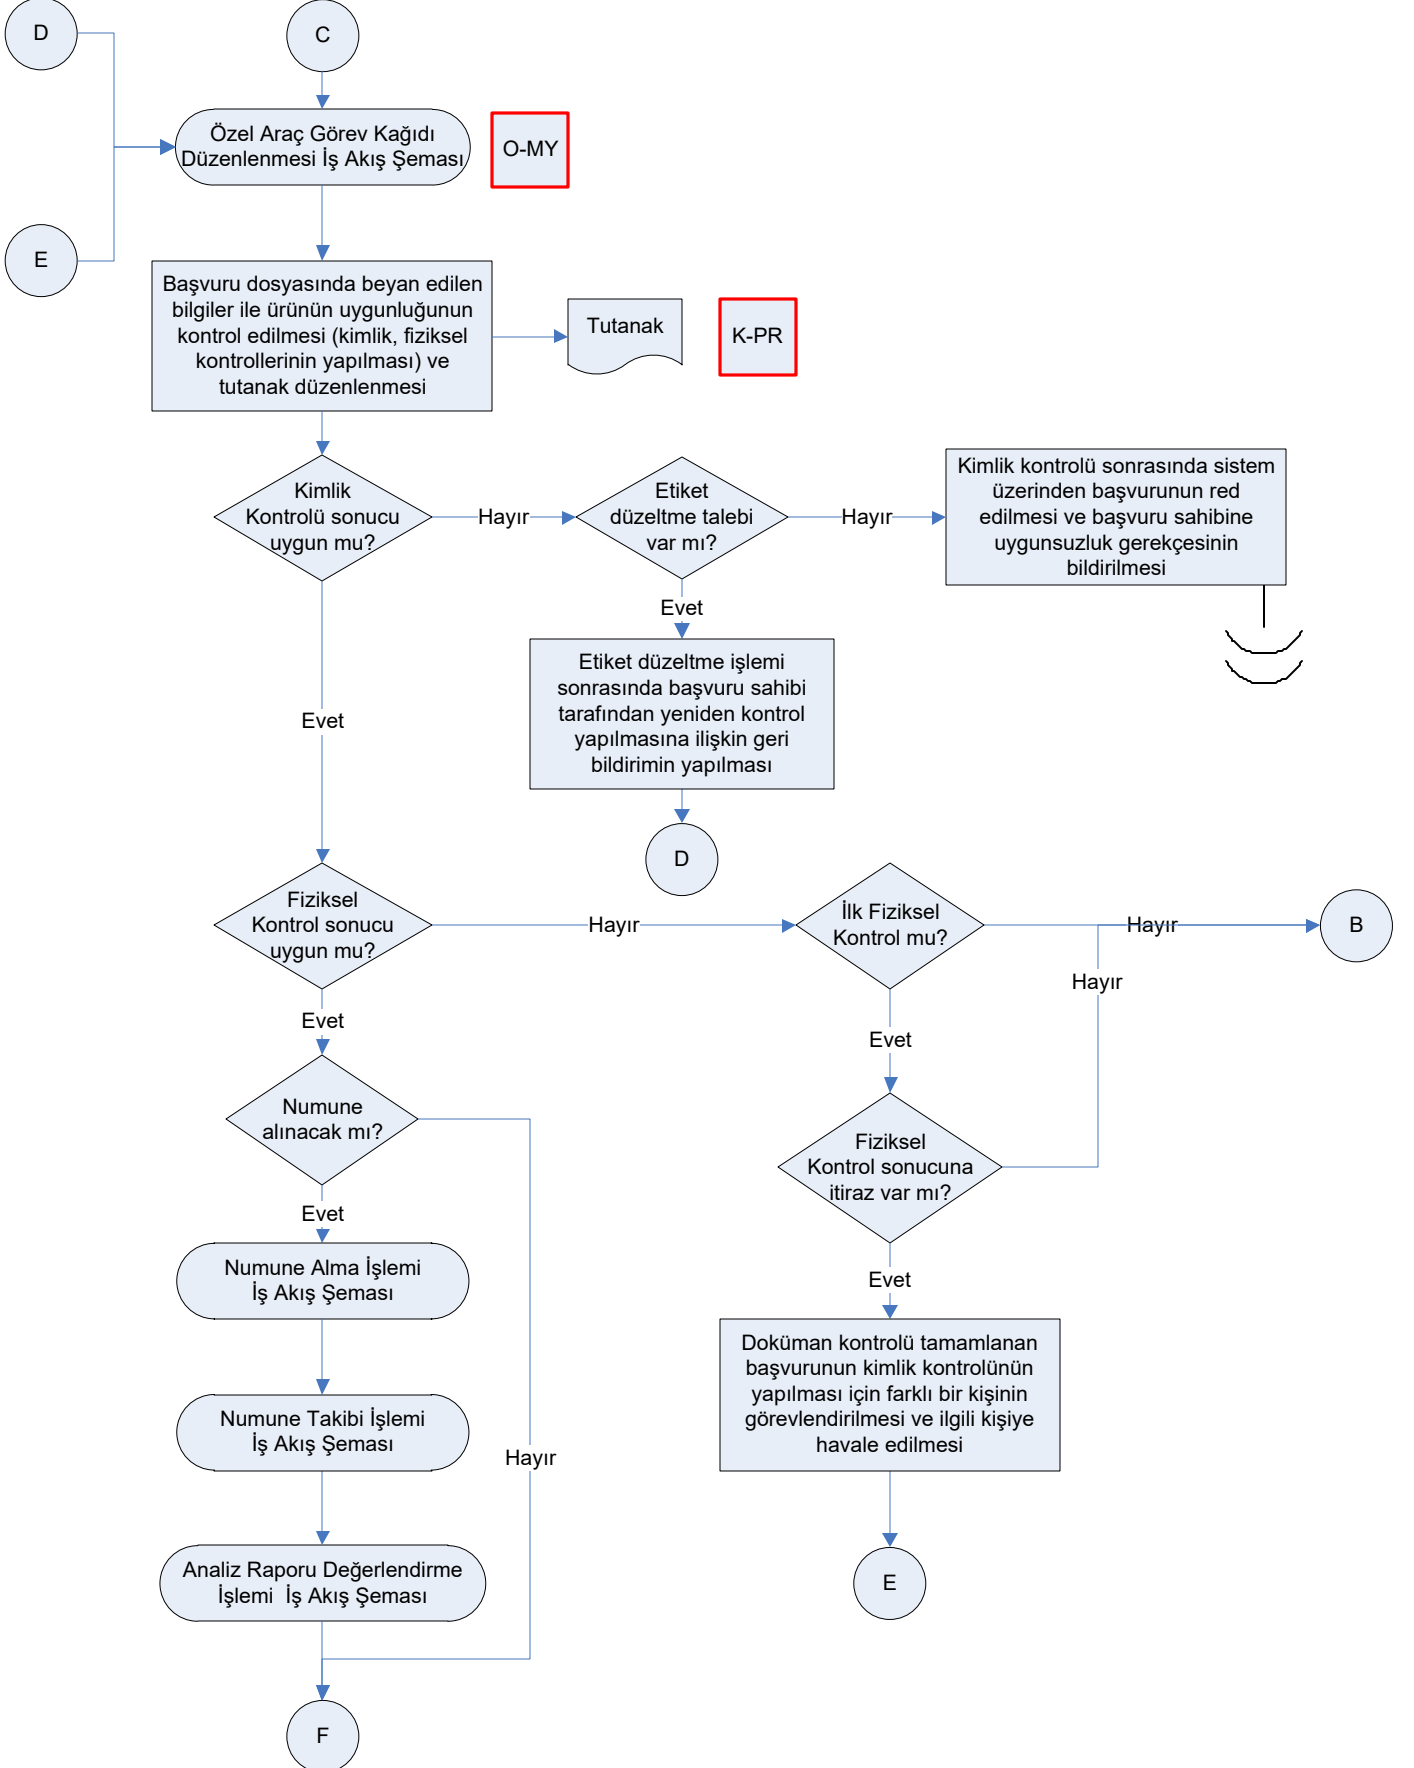 D
C
Özel Araç Görev Kağıdı
Düzenlenmesi İş Akış Şeması
O-MY
E
Başvuru dosyasında beyan edilen
bilgiler ile ürünün uygunluğunun
kontrol edilmesi (kimlik, fiziksel
kontrollerinin yapılması) ve
tutanak düzenlenmesi
Tutanak
K-PR
Kimlik
Kontrolü sonucu
uygun mu?
Hayır
Etiket
düzeltme talebi
var mı?
Hayır
Kimlik kontrolü sonrasında sistem
üzerinden başvurunun red
edilmesi ve başvuru sahibine
uygunsuzluk gerekçesinin
bildirilmesi
Evet
Etiket düzeltme işlemi
sonrasında başvuru sahibi
tarafından yeniden kontrol
yapılmasına ilişkin geri
bildirimin yapılması
Evet
D
Fiziksel
Kontrol sonucu
uygun mu?
Hayır
İlk Fiziksel
Kontrol mu?
Hayır
B
Hayır
Evet
Evet
Numune
alınacak mı?
Fiziksel
Kontrol sonucuna
itiraz var mı?
Evet
Numune Alma İşlemi
İş Akış Şeması
Evet
Doküman kontrolü tamamlanan
başvurunun kimlik kontrolünün
yapılması için farklı bir kişinin
görevlendirilmesi ve ilgili kişiye
havale edilmesi
Numune Takibi İşlemi
İş Akış Şeması
Hayır
Analiz Raporu Değerlendirme
İşlemi  İş Akış Şeması
E
F